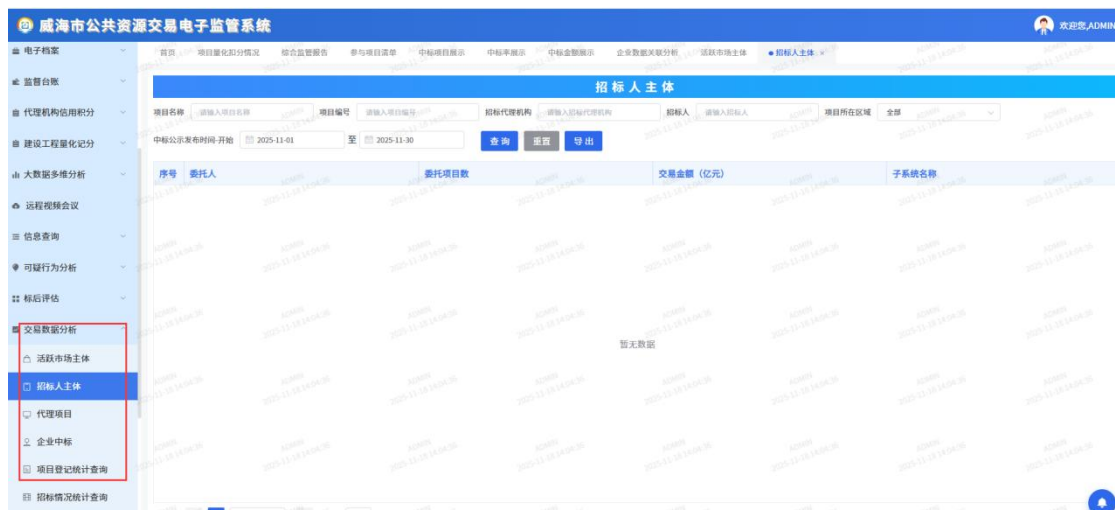 威海市公共资源交易电子监管系统
欢迎您,ADMIN
电子档案
首页 项目量化扣分情况 综合监管报告 参与项目清单 中标项目展示 中标率展示 中标金额展示 企业数据关联分析 活跃市场主体 招标人主体 ×
监督台账
招标人主体
代理机构信用积分
项目名称 请输入项目名称 项目编号 请输入项目编号 招标代理机构 请输入招标代理机构 招标人 请输入招标人 项目所在区域 全部
建设工程量化记分
中标公示发布时间-开始 2025-11-01 至 2025-11-30 查询 重置 导出
大数据多维分析
序号 委托人 委托项目数 交易金额（亿元） 子系统名称
远程视频会议
信息查询
可疑行为分析
标后评估
交易数据分析
暂无数据
活跃市场主体
招标人主体
代理项目
企业中标
项目登记统计查询
招标情况统计查询
ADMIN
2025-11-18 14:04:36